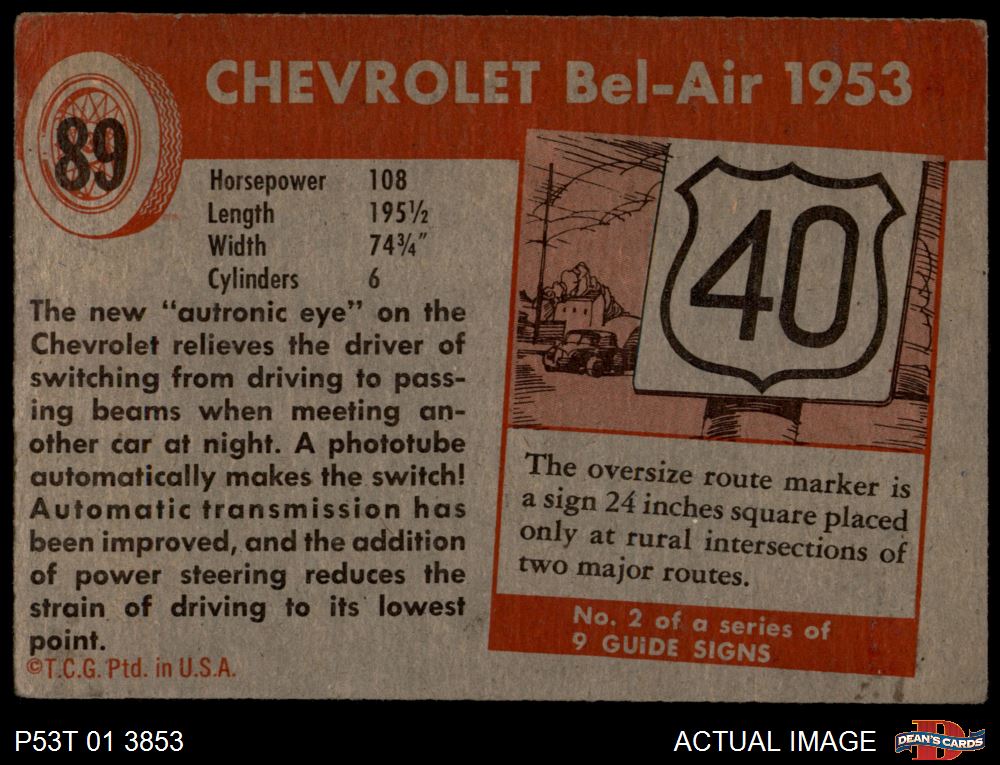 CHEVROLET Bel-Air 1953
89
Horsepower 108
Length 195½
Width 74¾"
Cylinders 6
The new "autronic eye" on the
Chevrolet relieves the driver of
switching from driving to pass-
ing beams when meeting an-
other car at night. A phototube
automatically makes the switch!
Automatic transmission has
been improved, and the addition
of power steering reduces the
strain of driving to its lowest
point.
©T.C.G. Ptd. in U.S.A.
40
The oversize route marker is
a sign 24 inches square placed
only at rural intersections of
two major routes.
No. 2 of a series of
9 GUIDE SIGNS
P53T 01 3853
ACTUAL IMAGE
D
DEAN'S CARDS